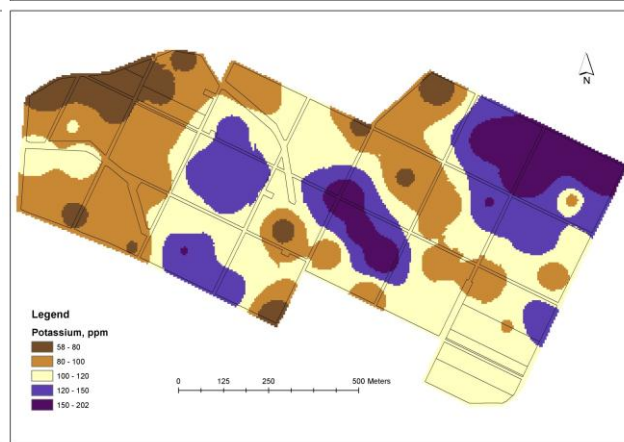 N
Legend
Potassium, ppm
58 - 80
80 - 100
100 - 120
120 - 150
150 - 202
0 125 250 500 Meters